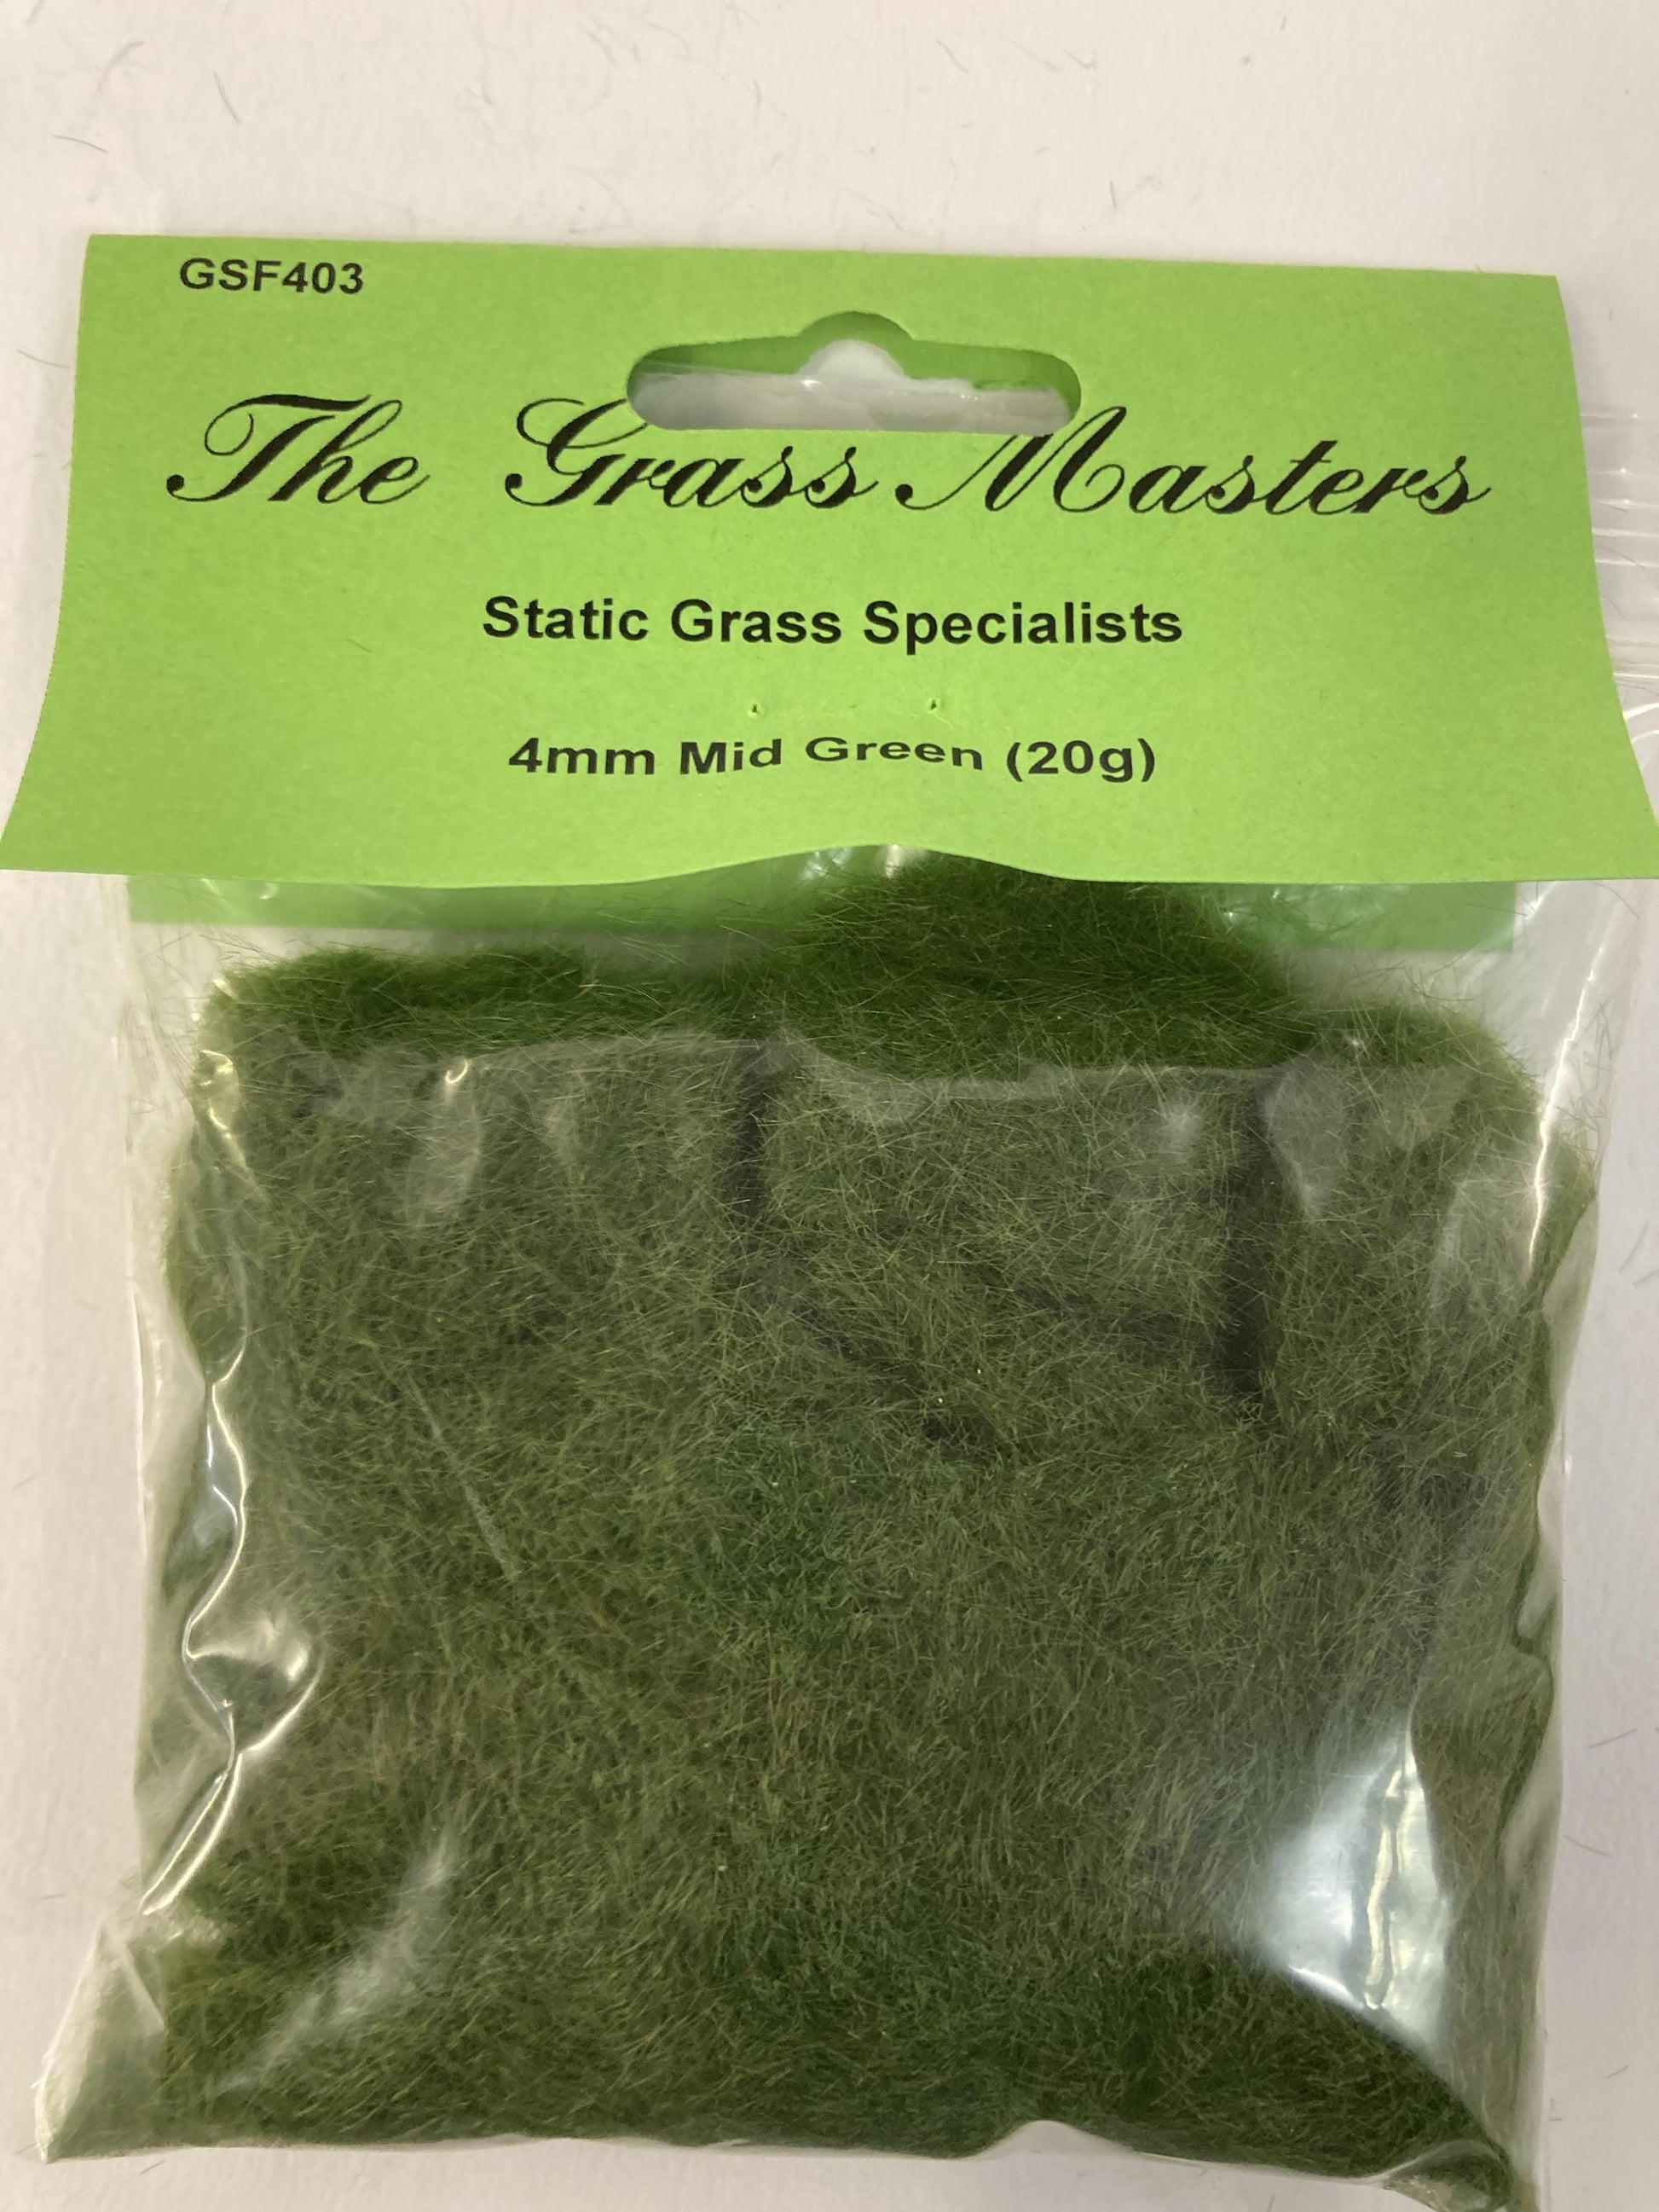 GSF403
The Grass Masters
Static Grass Specialists
4mm Mid Green (20g)